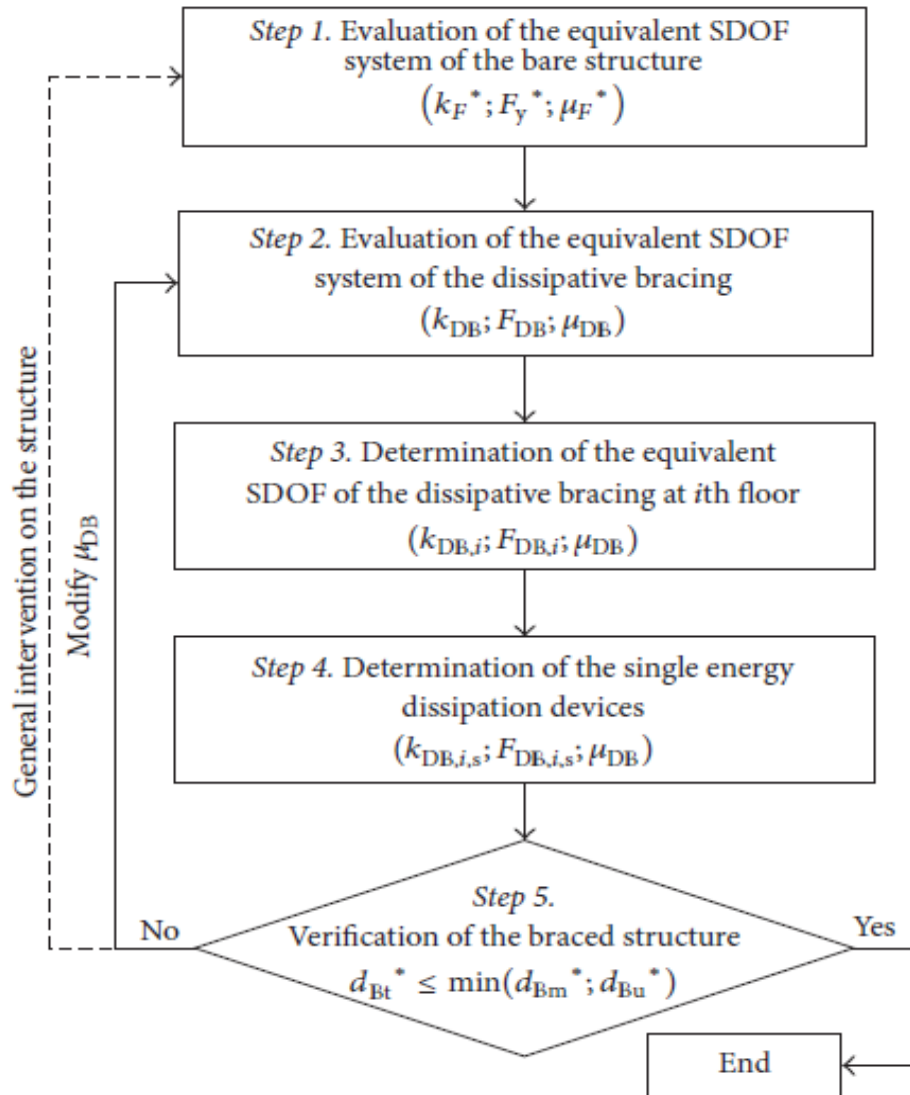 Step 1. Evaluation of the equivalent SDOF
system of the bare structure
(k_F*; F_y*; μ_F*)
Step 2. Evaluation of the equivalent SDOF
system of the dissipative bracing
(k_DB; F_DB; μ_DB)
Step 3. Determination of the equivalent
SDOF of the dissipative bracing at ith floor
(k_DB,i; F_DB,i; μ_DB)
Step 4. Determination of the single energy
dissipation devices
(k_DB,i,s; F_DB,i,s; μ_DB)
Step 5.
Verification of the braced structure
d_Bt* ≤ min(d_Bm*; d_Bu*)
No
Yes
End
General intervention on the structure
Modify μ_DB